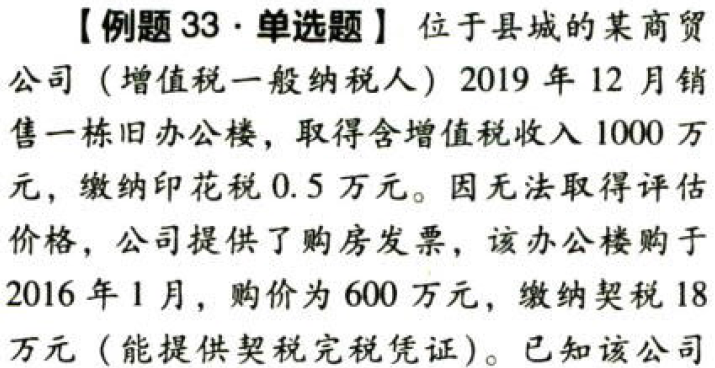 【例题 33 · 单选题】 位于县城的某商贸
公司（增值税一般纳税人）2019 年 12 月销
售一栋旧办公楼，取得含增值税收入 1000 万
元，缴纳印花税 0.5 万元。因无法取得评估
价格，公司提供了购房发票，该办公楼购于
2016 年 1 月，购价为 600 万元，缴纳契税 18
万元（能提供契税完税凭证）。已知该公司